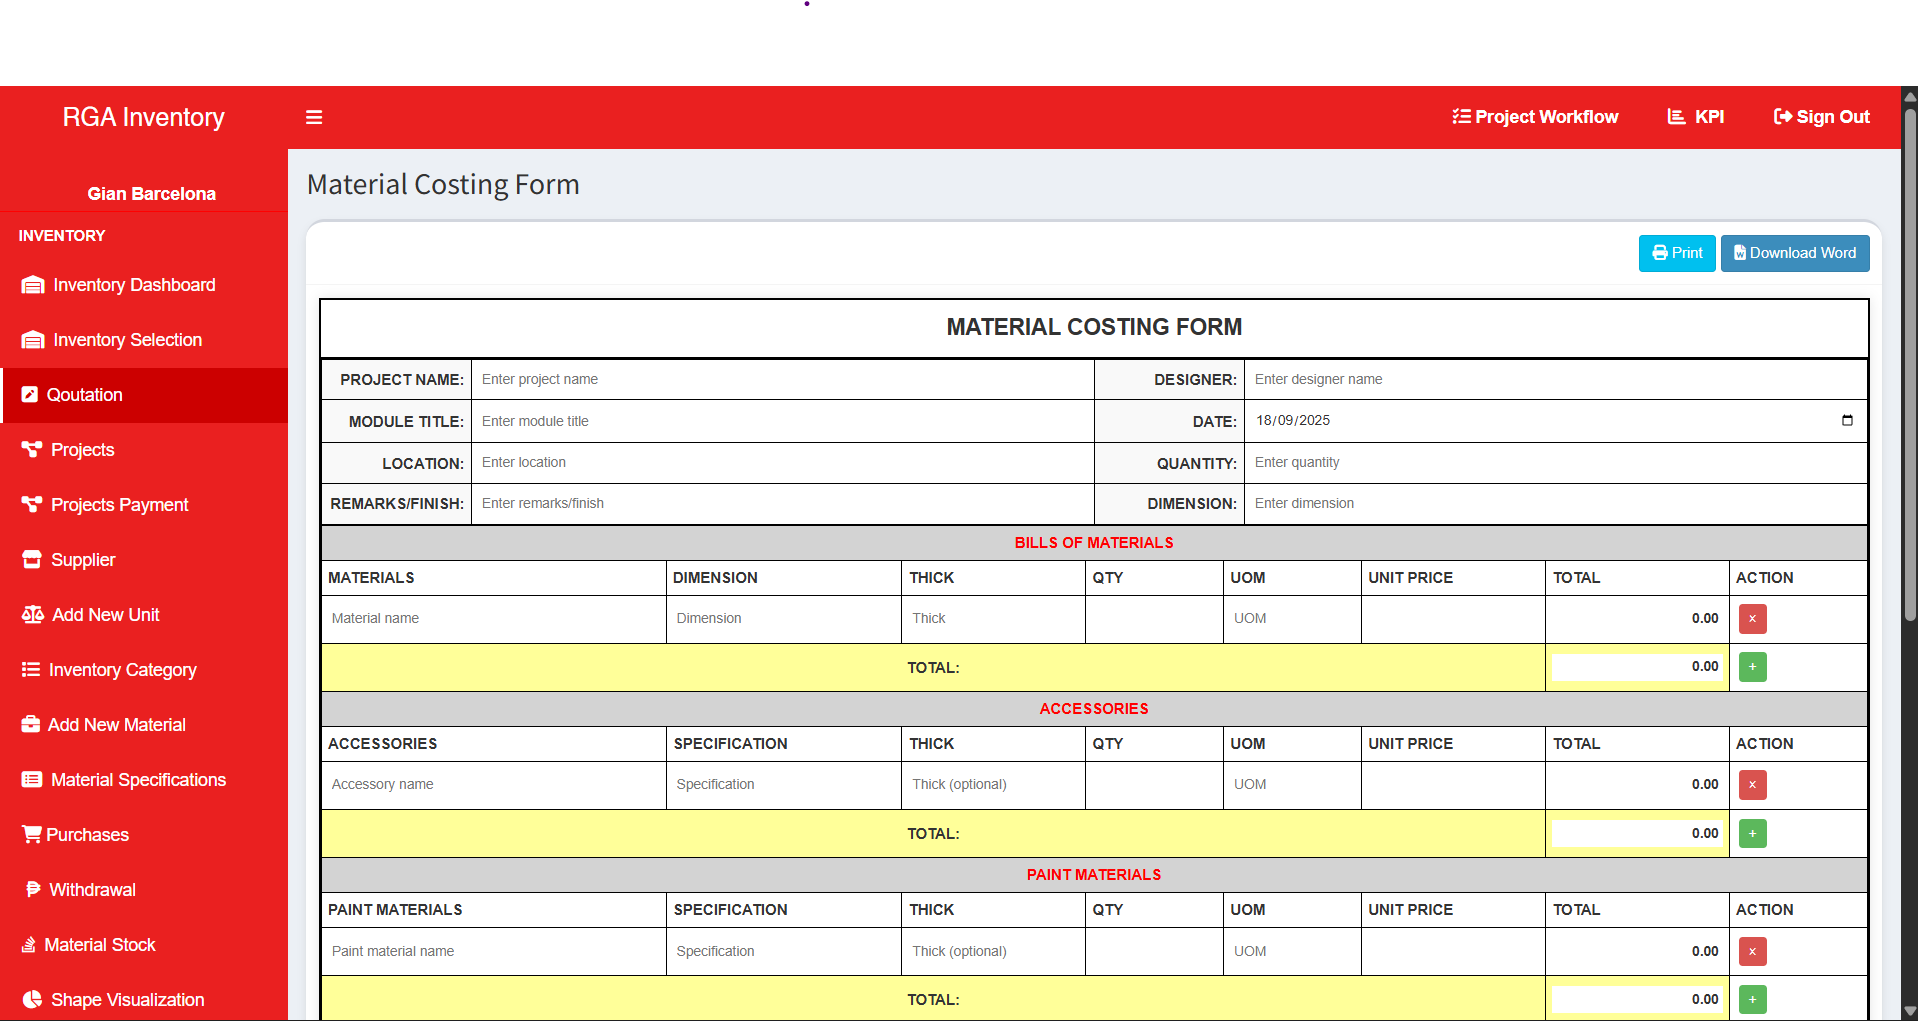 RGA Inventory
Project Workflow
KPI
Sign Out
Gian Barcelona
INVENTORY
Inventory Dashboard
Inventory Selection
Qoutation
Projects
Projects Payment
Supplier
Add New Unit
Inventory Category
Add New Material
Material Specifications
Purchases
Withdrawal
Material Stock
Shape Visualization
Material Costing Form
Print
Download Word
MATERIAL COSTING FORM
PROJECT NAME: Enter project name DESIGNER: Enter designer name
MODULE TITLE: Enter module title DATE: 18/09/2025
LOCATION: Enter location QUANTITY: Enter quantity
REMARKS/FINISH: Enter remarks/finish DIMENSION: Enter dimension
BILLS OF MATERIALS
MATERIALS DIMENSION THICK QTY UOM UNIT PRICE TOTAL ACTION
Material name Dimension Thick UOM 0.00 x
TOTAL: 0.00 +
ACCESSORIES
ACCESSORIES SPECIFICATION THICK QTY UOM UNIT PRICE TOTAL ACTION
Accessory name Specification Thick (optional) UOM 0.00 x
TOTAL: 0.00 +
PAINT MATERIALS
PAINT MATERIALS SPECIFICATION THICK QTY UOM UNIT PRICE TOTAL ACTION
Paint material name Specification Thick (optional) UOM 0.00 x
TOTAL: 0.00 +